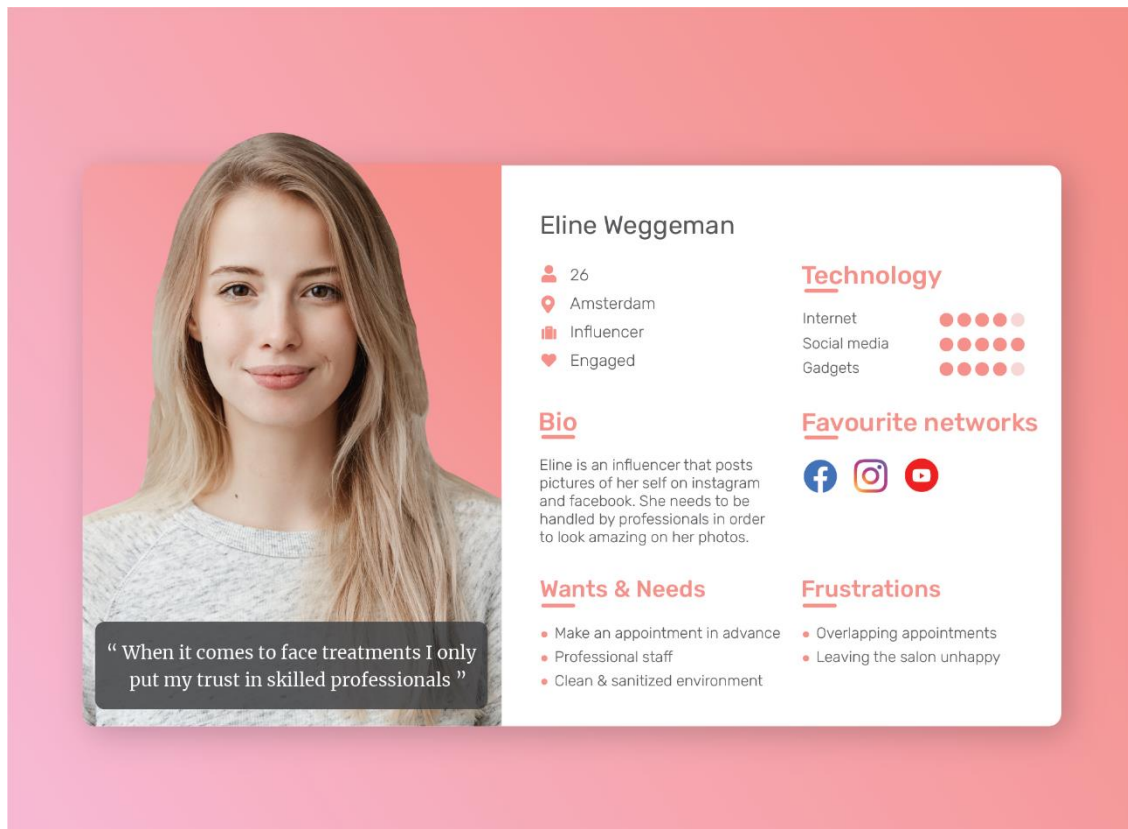 Eline Weggeman
26
Amsterdam
Influencer
Engaged
Technology
Internet
Social media
Gadgets
Bio
Eline is an influencer that posts
pictures of her self on instagram
and facebook. She needs to be
handled by professionals in order
to look amazing on her photos.
Favourite networks
Wants & Needs
Make an appointment in advance
Professional staff
Clean & sanitized environment
Frustrations
Overlapping appointments
Leaving the salon unhappy
“ When it comes to face treatments I only
put my trust in skilled professionals ”